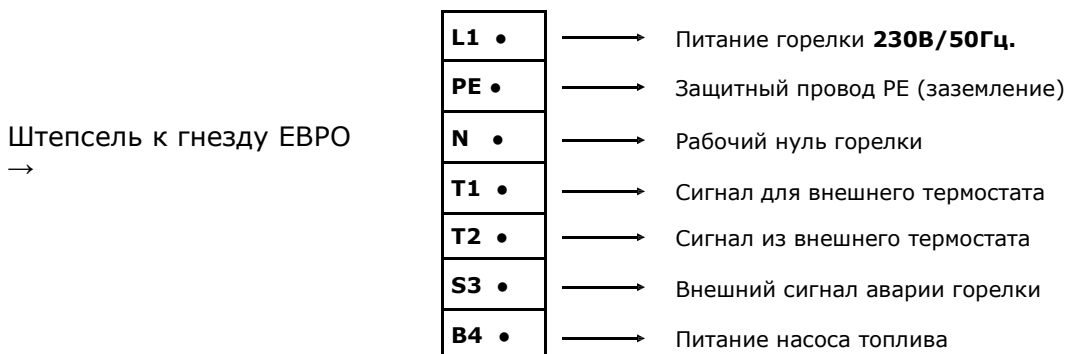 L1 ● Питание горелки 230В/50Гц.
PE ● Защитный провод PE (заземление)
Штепсель к гнезду ЕВРО
→
N ● Рабочий нуль горелки
T1 ● Сигнал для внешнего термостата
T2 ● Сигнал из внешнего термостата
S3 ● Внешний сигнал аварии горелки
B4 ● Питание насоса топлива